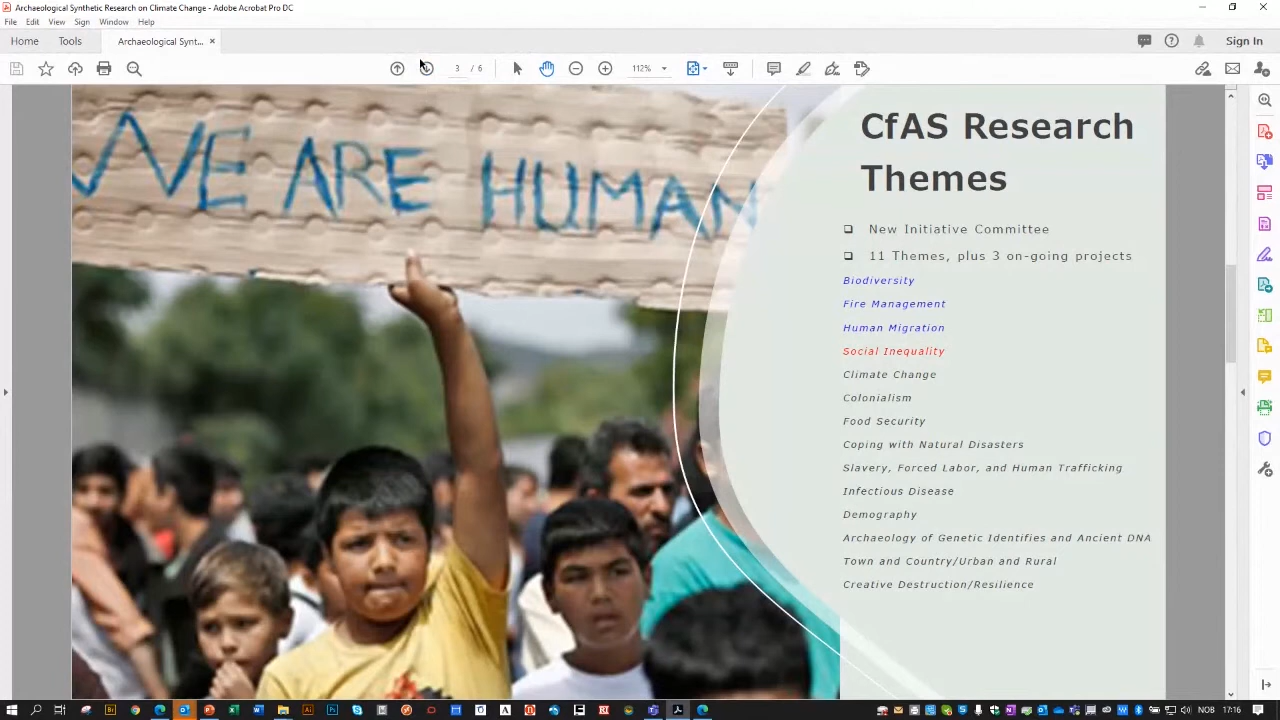 Archaeological Synthetic Research on Climate Change - Adobe Acrobat Pro DC
File Edit View Sign Window Help
Home Tools Archaeological Synt... × Sign In
3 / 6 112%
WE ARE HUMAN
CfAS Research
Themes
❑ New Initiative Committee
❑ 11 Themes, plus 3 on-going projects
Biodiversity
Fire Management
Human Migration
Social Inequality
Climate Change
Colonialism
Food Security
Coping with Natural Disasters
Slavery, Forced Labor, and Human Trafficking
Infectious Disease
Demography
Archaeology of Genetic Identifies and Ancient DNA
Town and Country/Urban and Rural
Creative Destruction/Resilience
NOB 17:16